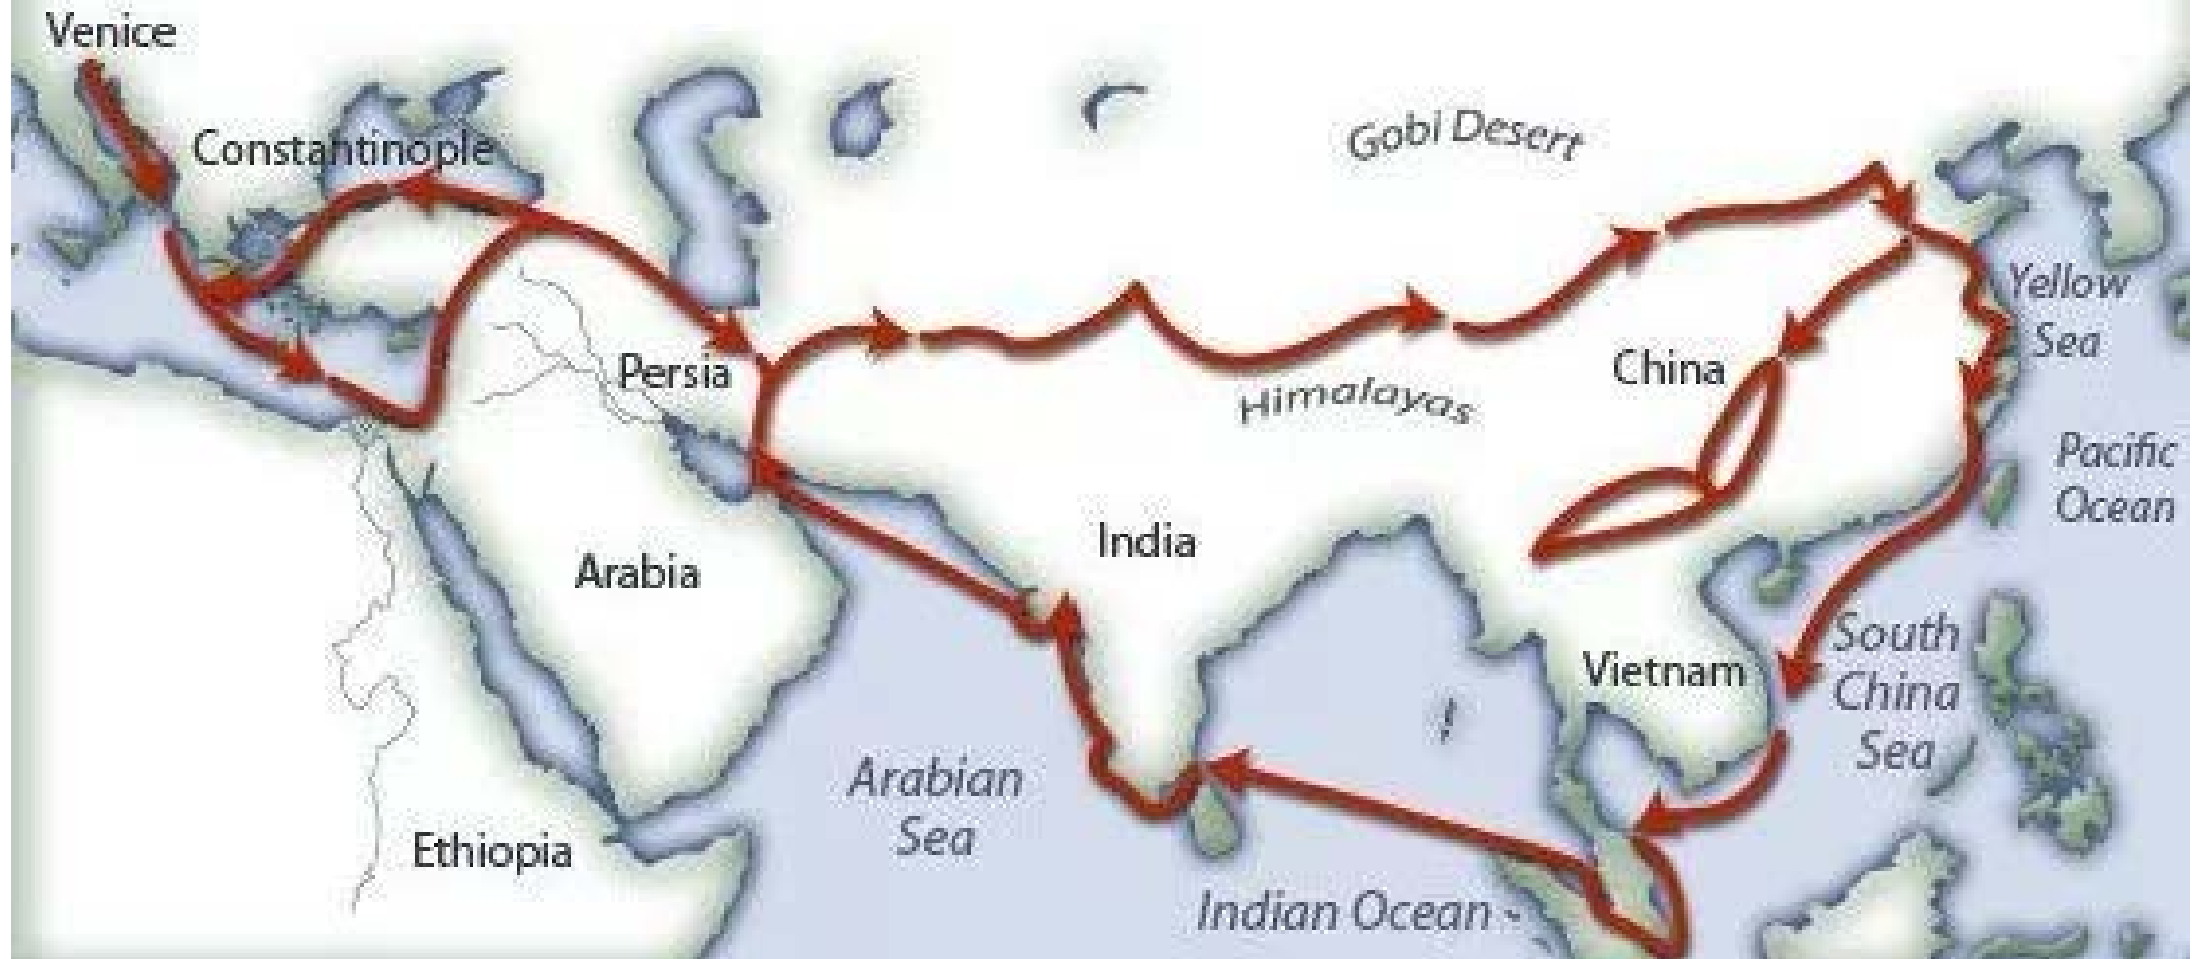 Venice
Constantinople
Gobi Desert
Yellow
Sea
Persia
China
Himalayas
Pacific
Ocean
India
Arabia
South
China
Sea
Vietnam
Arabian
Sea
Ethiopia
Indian Ocean